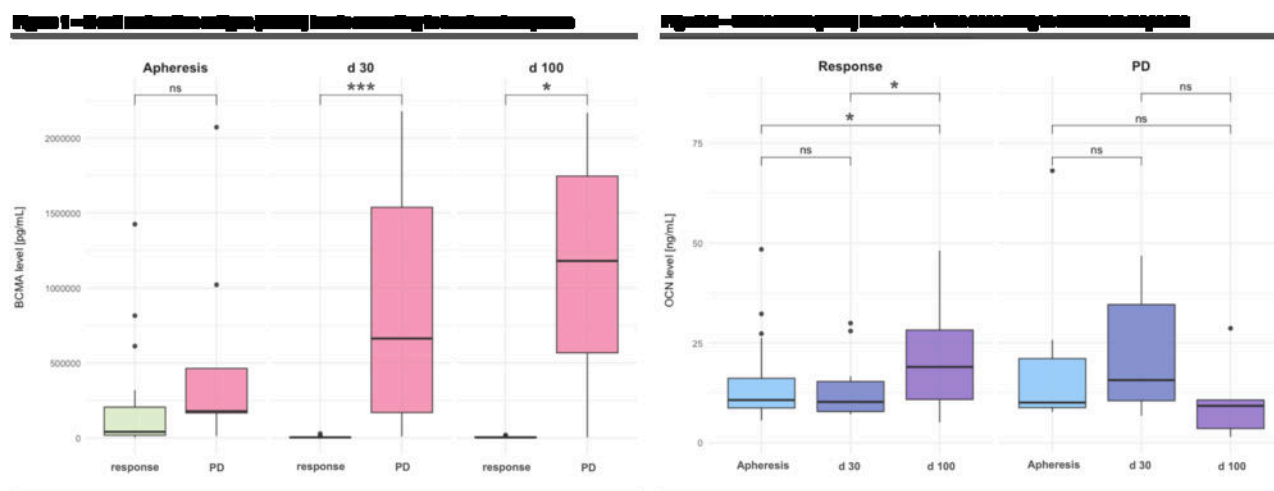 Apheresis
d 30
d 100
ns
***
*
BCMA level [pg/mL]
2000000
1500000
1000000
500000
0
response
PD
response
PD
response
PD
Response
PD
*
ns
*
ns
ns
ns
OCN level [ng/mL]
75
50
25
0
Apheresis
d 30
d 100
Apheresis
d 30
d 100